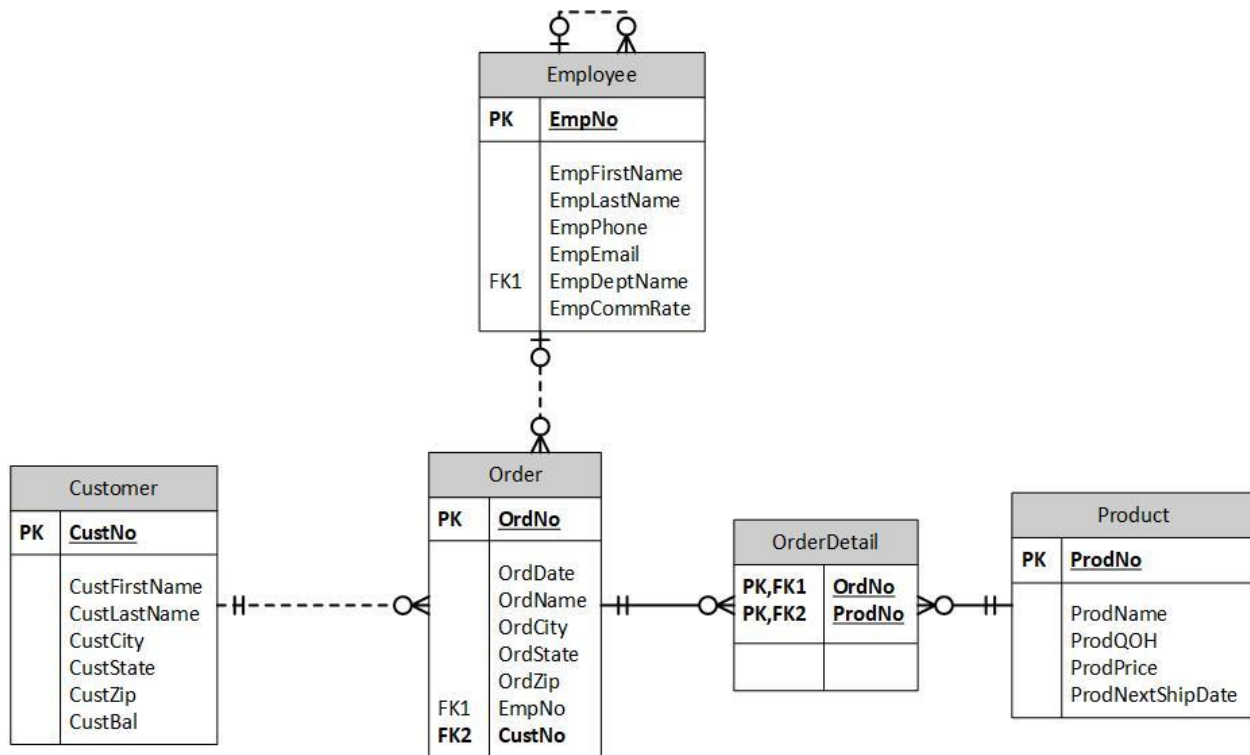 Employee
PK EmpNo
EmpFirstName
EmpLastName
EmpPhone
EmpEmail
FK1 EmpDeptName
EmpCommRate
Customer
PK CustNo
CustFirstName
CustLastName
CustCity
CustState
CustZip
CustBal
Order
PK OrdNo
OrdDate
OrdName
OrdCity
OrdState
OrdZip
FK1 EmpNo
FK2 CustNo
OrderDetail
PK,FK1 OrdNo
PK,FK2 ProdNo
Product
PK ProdNo
ProdName
ProdQOH
ProdPrice
ProdNextShipDate